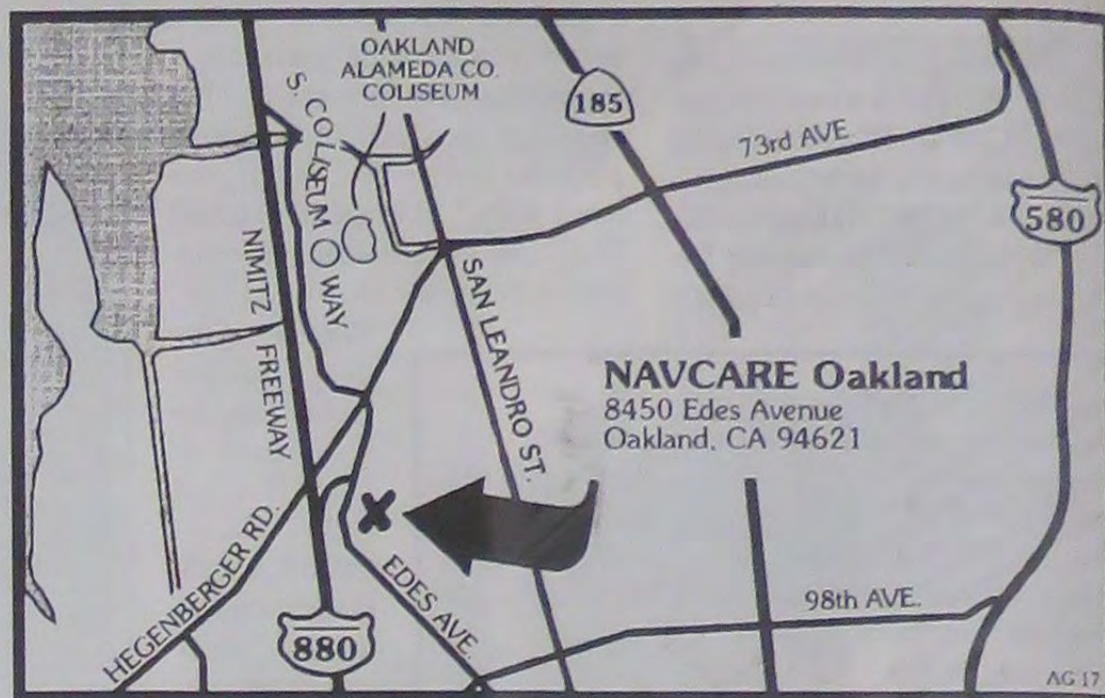 OAKLAND
ALAMEDA CO.
COLISEUM
S. COLISEUM WAY
185
73rd AVE.
580
NIMITZ FREEWAY
SAN LEANDRO ST.
NAVCARE Oakland
8450 Edes Avenue
Oakland, CA 94621
HEGENBERGER RD.
EDES AVE.
98th AVE.
880
AG 17